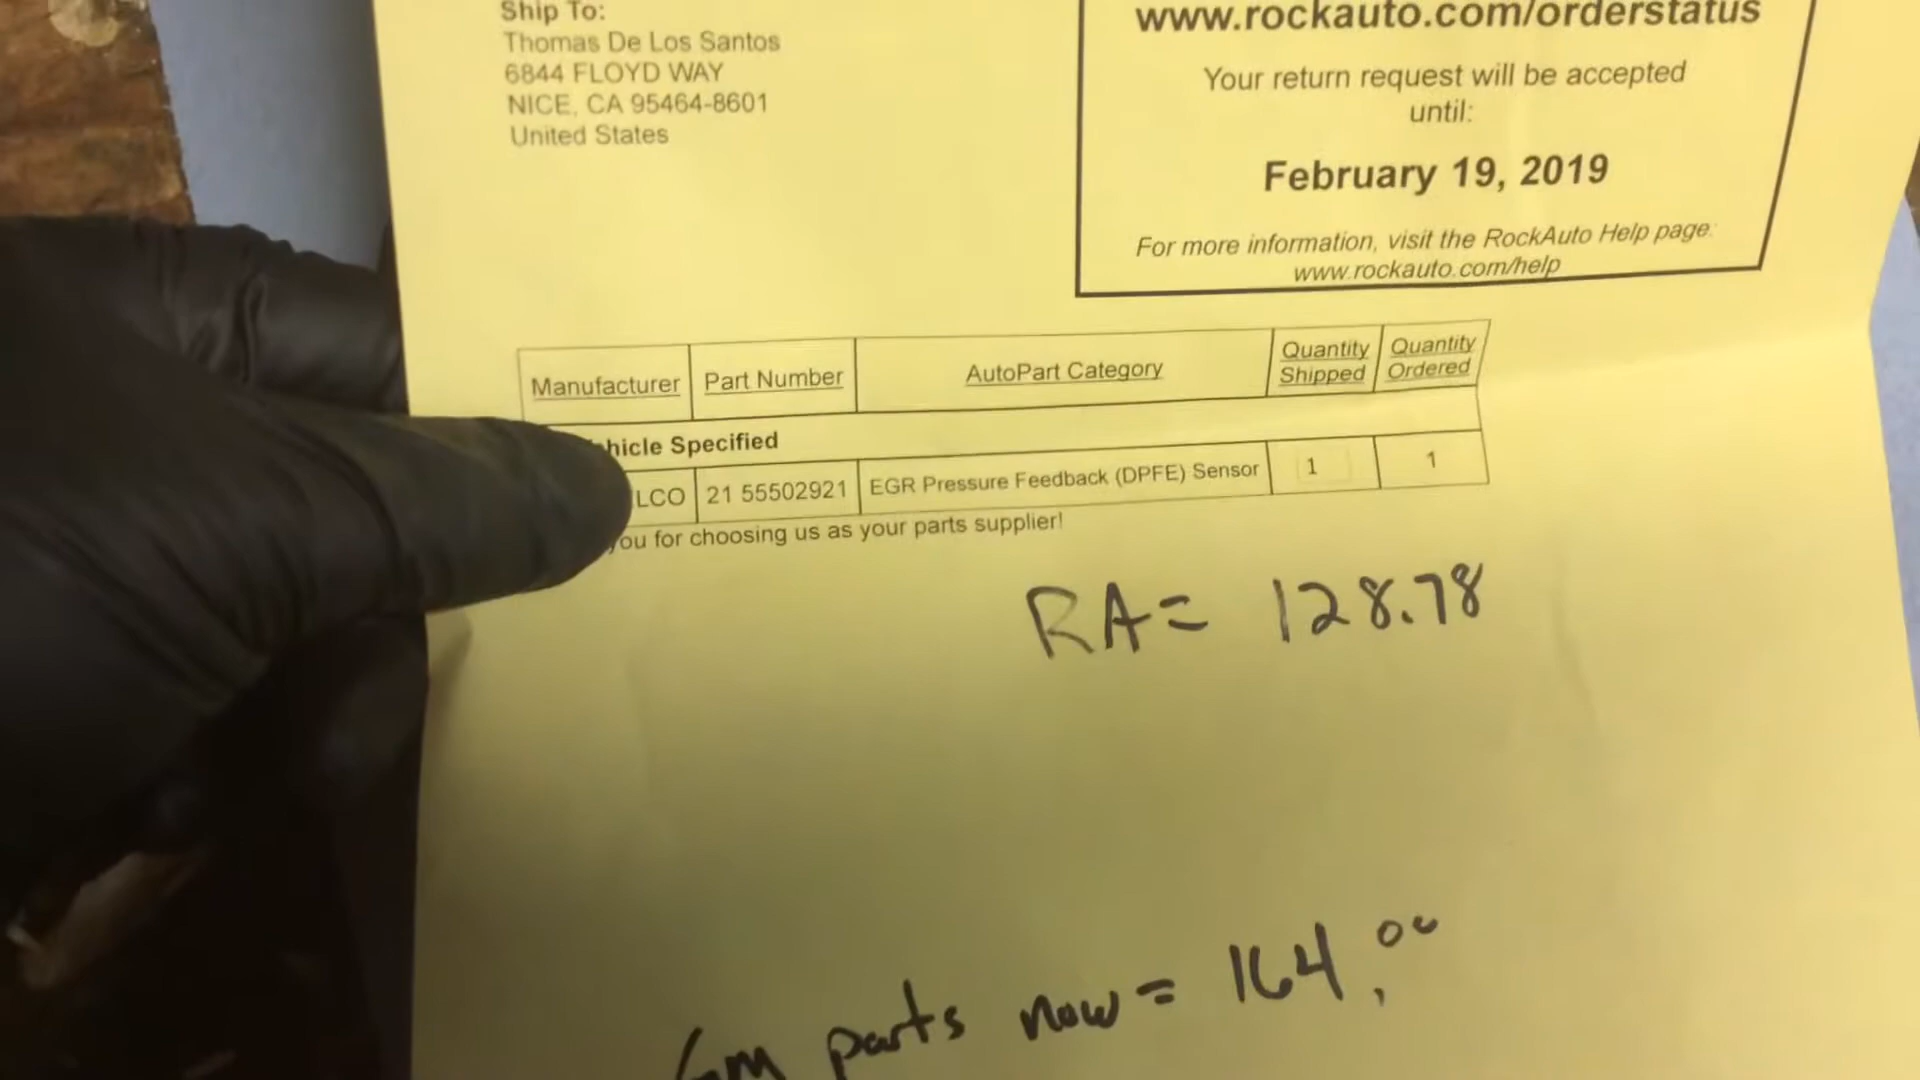 Ship To:
Thomas De Los Santos
6844 FLOYD WAY
NICE, CA 95464-8601
United States
www.rockauto.com/orderstatus
Your return request will be accepted
until:
February 19, 2019
For more information, visit the RockAuto Help page:
www.rockauto.com/help
Manufacturer Part Number AutoPart Category Quantity Shipped Quantity Ordered
hicle Specified
LCO 21 55502921 EGR Pressure Feedback (DPFE) Sensor 1 1
you for choosing us as your parts supplier!
RA= 128.78
Gm parts now = 164.00